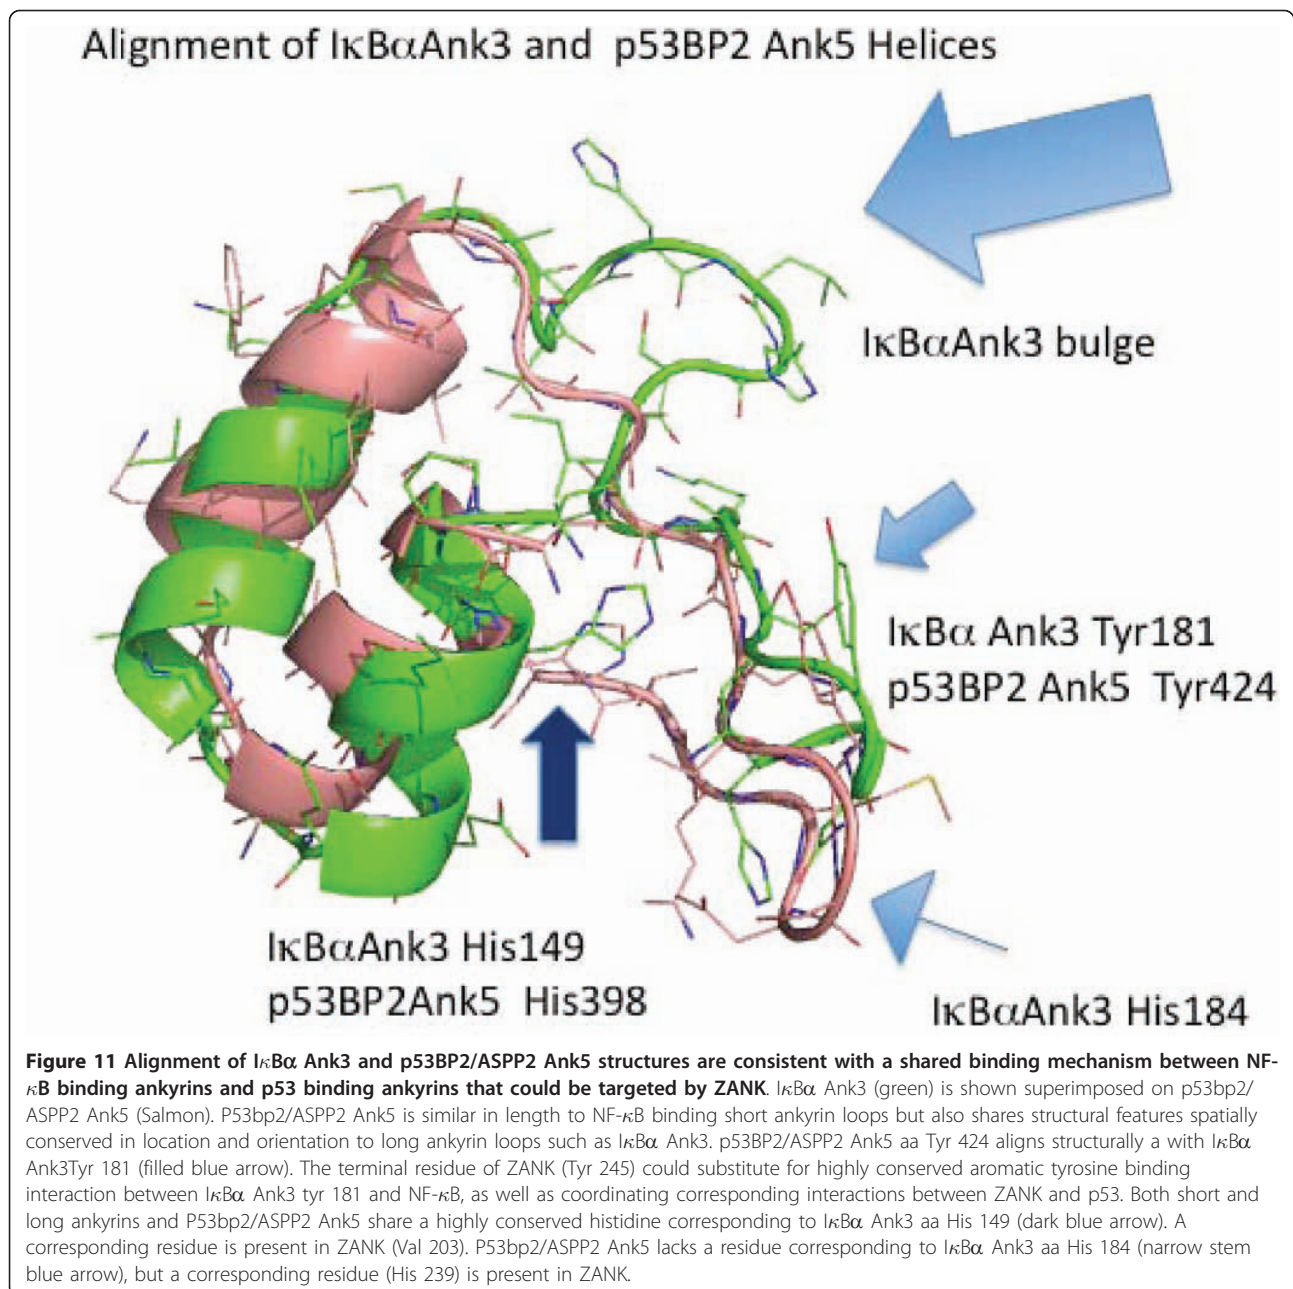 Alignment of IκBαAnk3 and p53BP2 Ank5 Helices
IκBαAnk3 bulge
IκBα Ank3 Tyr181
p53BP2 Ank5 Tyr424
IκBαAnk3 His149
p53BP2Ank5 His398
IκBαAnk3 His184
Figure 11 Alignment of IκBα Ank3 and p53BP2/ASPP2 Ank5 structures are consistent with a shared binding mechanism between NF-
κB binding ankyrins and p53 binding ankyrins that could be targeted by ZANK. IκBα Ank3 (green) is shown superimposed on p53bp2/
ASPP2 Ank5 (Salmon). P53bp2/ASPP2 Ank5 is similar in length to NF-κB binding short ankyrin loops but also shares structural features spatially
conserved in location and orientation to long ankyrin loops such as IκBα Ank3. p53BP2/ASPP2 Ank5 aa Tyr 424 aligns structurally a with IκBα
Ank3Tyr 181 (filled blue arrow). The terminal residue of ZANK (Tyr 245) could substitute for highly conserved aromatic tyrosine binding
interaction between IκBα Ank3 tyr 181 and NF-κB, as well as coordinating corresponding interactions between ZANK and p53. Both short and
long ankyrins and P53bp2/ASPP2 Ank5 share a highly conserved histidine corresponding to IκBα Ank3 aa His 149 (dark blue arrow). A
corresponding residue is present in ZANK (Val 203). P53bp2/ASPP2 Ank5 lacks a residue corresponding to IκBα Ank3 aa His 184 (narrow stem
blue arrow), but a corresponding residue (His 239) is present in ZANK.